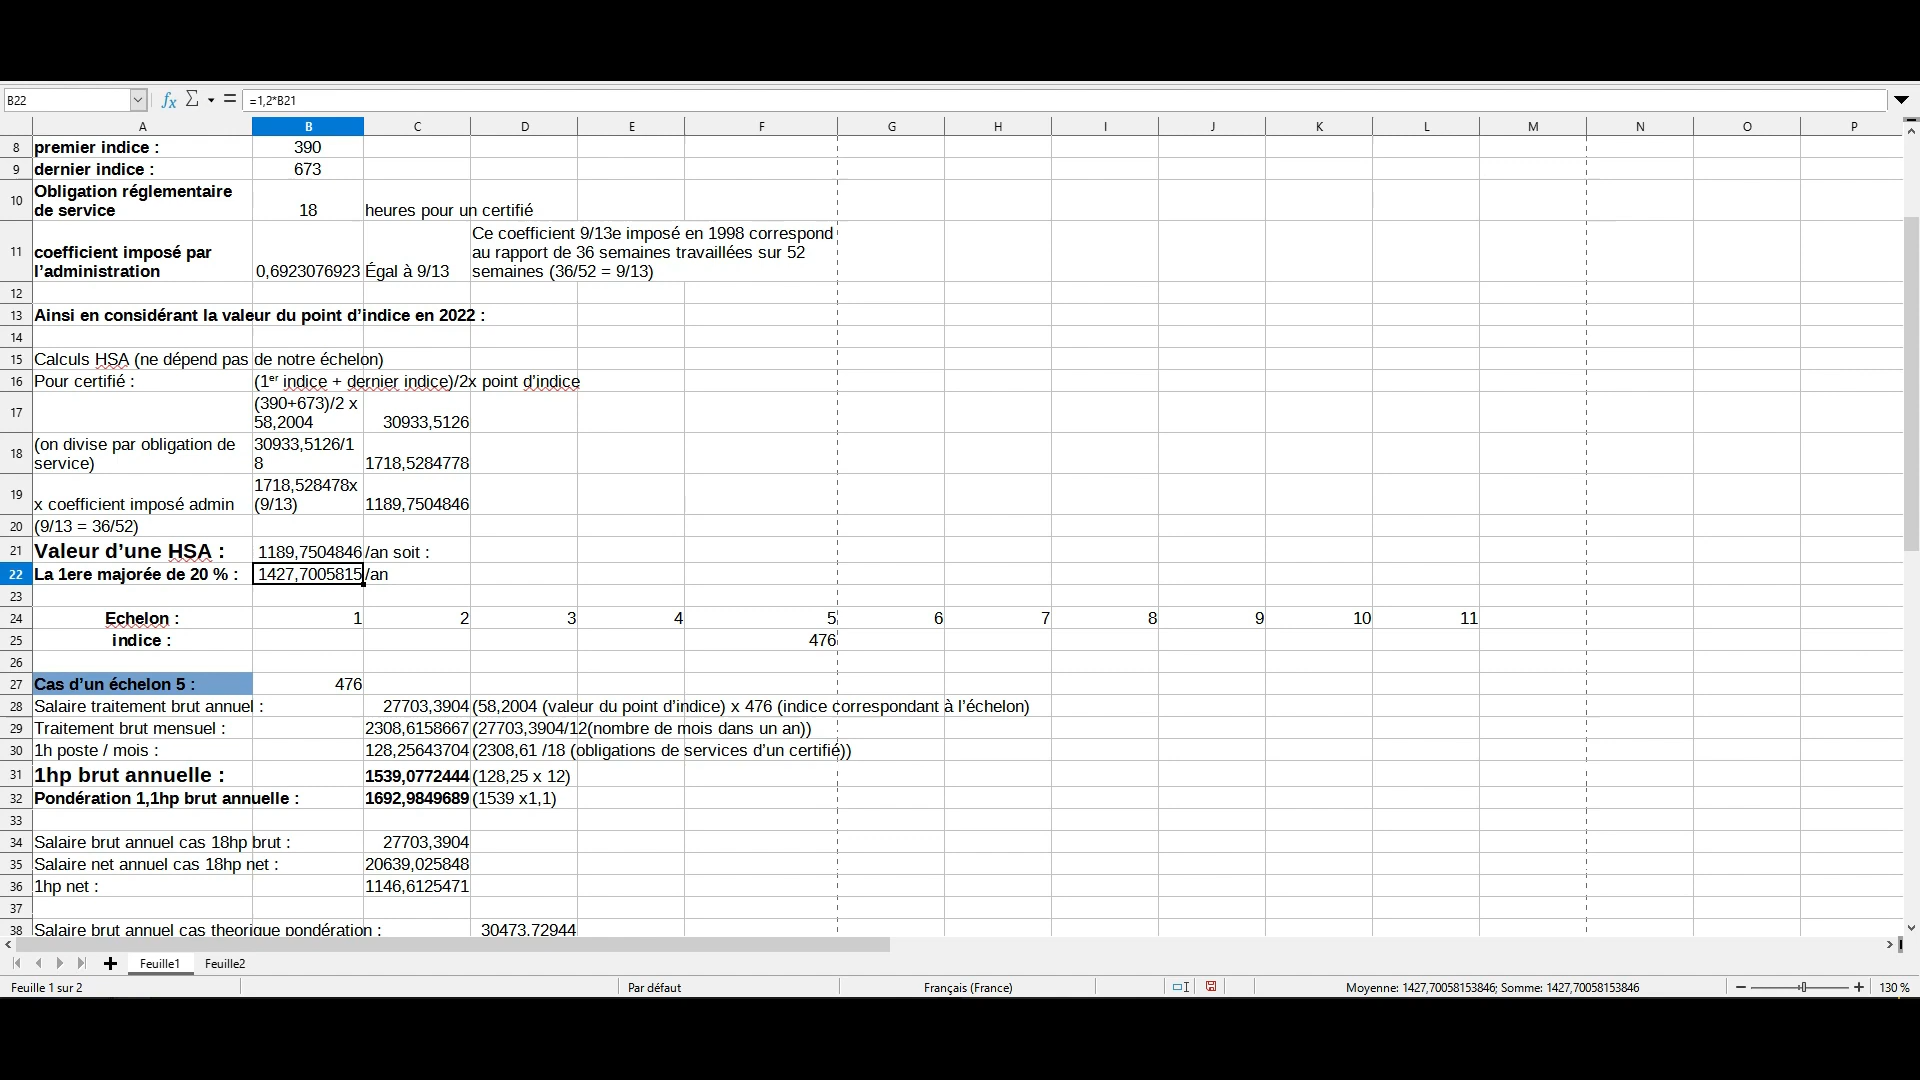 B22 fx Σ = =1,2*B21
A B C D E F G H I J K L M N O P
8 premier indice : 390
9 dernier indice : 673
10 Obligation réglementaire
de service 18 heures pour un certifié
11 coefficient imposé par
l’administration 0,6923076923 Égal à 9/13
Ce coefficient 9/13e imposé en 1998 correspond
au rapport de 36 semaines travaillées sur 52
semaines (36/52 = 9/13)
12
13 Ainsi en considérant la valeur du point d’indice en 2022 :
14
15 Calculs HSA (ne dépend pas de notre échelon)
16 Pour certifié : (1er indice + dernier indice)/2x point d’indice
17 (390+673)/2 x
58,2004 30933,5126
18 (on divise par obligation de
service)
30933,5126/1
8 1718,5284778
19 x coefficient imposé admin
1718,528478x
(9/13) 1189,7504846
20 (9/13 = 36/52)
21 Valeur d’une HSA : 1189,7504846 /an soit :
22 La 1ere majorée de 20 % : 1427,7005815 /an
23
24 Echelon : 1 2 3 4 5 6 7 8 9 10 11
25 indice : 476
26
27 Cas d’un échelon 5 : 476
28 Salaire traitement brut annuel : 27703,3904 (58,2004 (valeur du point d’indice) x 476 (indice correspondant à l’échelon)
29 Traitement brut mensuel : 2308,6158667 (27703,3904/12(nombre de mois dans un an))
30 1h poste / mois : 128,25643704 (2308,61 /18 (obligations de services d’un certifié))
31 1hp brut annuelle : 1539,0772444 (128,25 x 12)
32 Pondération 1,1hp brut annuelle : 1692,9849689 (1539 x1,1)
33
34 Salaire brut annuel cas 18hp brut : 27703,3904
35 Salaire net annuel cas 18hp net : 20639,025848
36 1hp net : 1146,6125471
37
38 Salaire brut annuel cas theorique pondération : 30473,72944
Feuille1 Feuille2
Feuille 1 sur 2 Par défaut Français (France) Moyenne: 1427,70058153846; Somme: 1427,70058153846 130 %